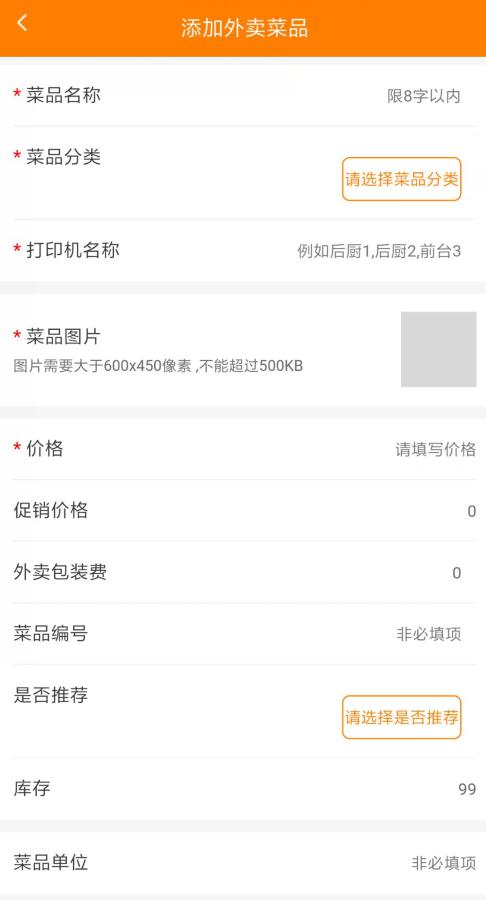 添加外卖菜品
* 菜品名称 限8字以内
* 菜品分类
请选择菜品分类
* 打印机名称 例如后厨1,后厨2,前台3
* 菜品图片
图片需要大于600x450像素 ,不能超过500KB
* 价格 请填写价格
促销价格 0
外卖包装费 0
菜品编号 非必填项
是否推荐
请选择是否推荐
库存 99
菜品单位 非必填项